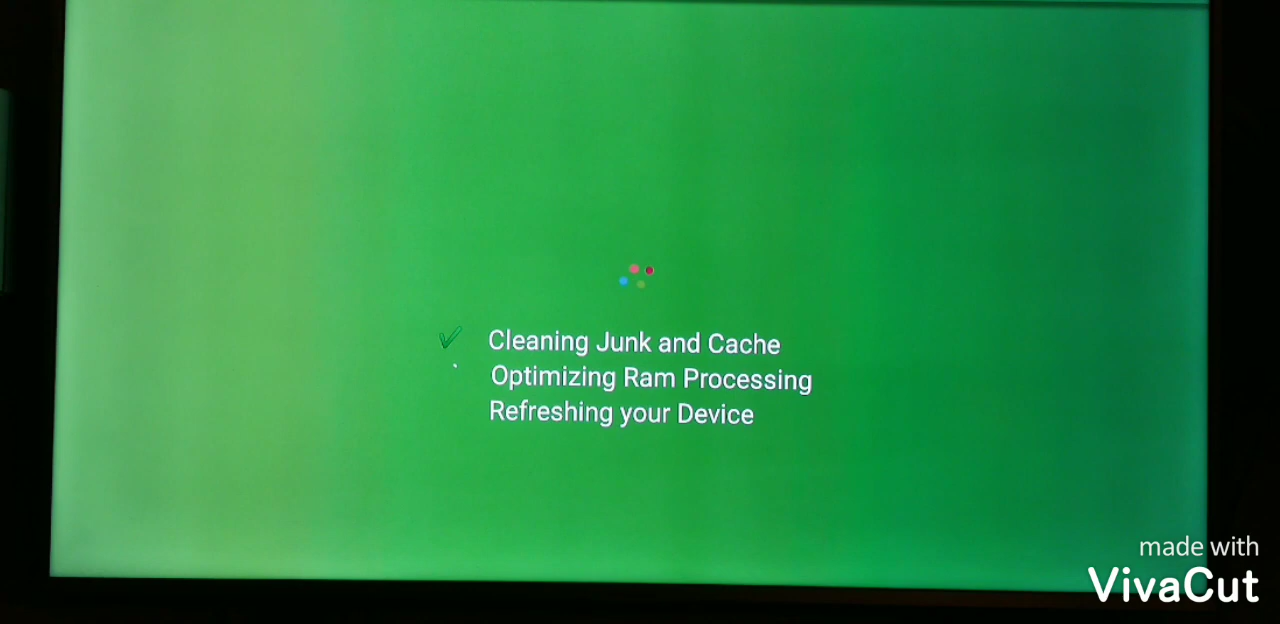 Cleaning Junk and Cache
Optimizing Ram Processing
Refreshing your Device
made with
VivaCut